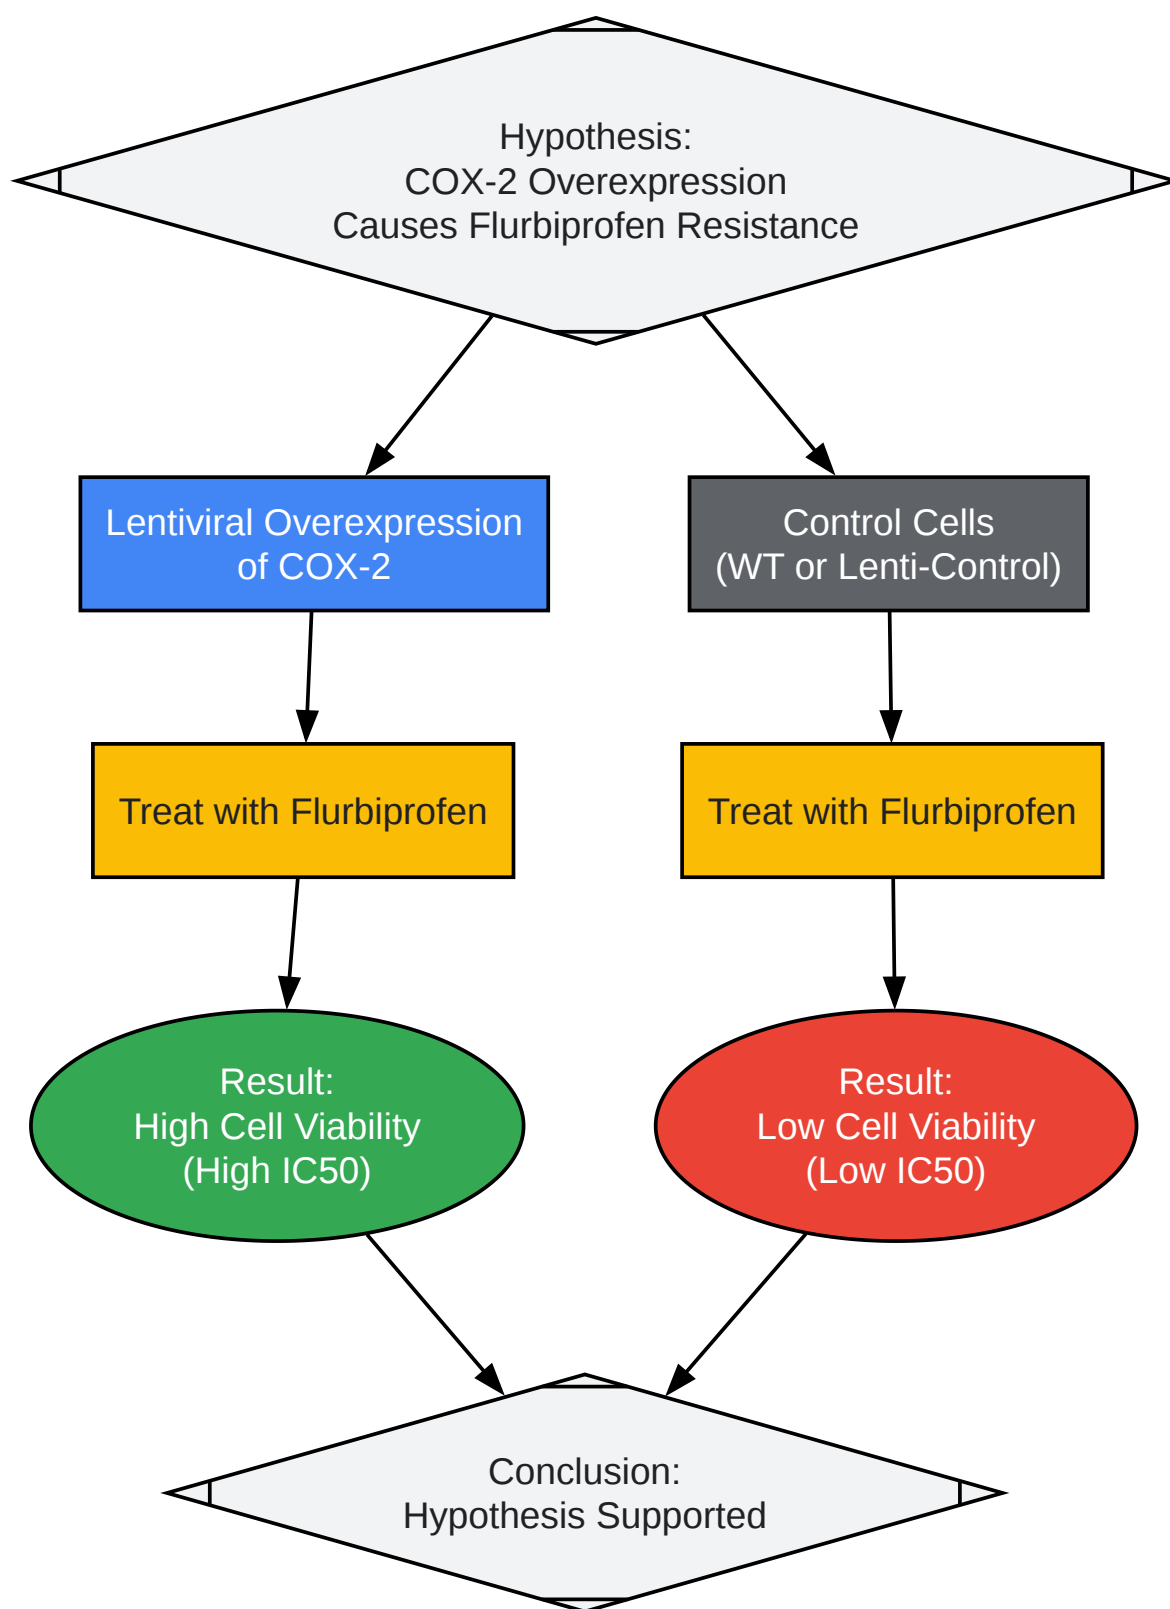 Hypothesis:
COX-2 Overexpression
Causes Flurbiprofen Resistance
Lentiviral Overexpression
of COX-2
Control Cells
(WT or Lenti-Control)
Treat with Flurbiprofen
Treat with Flurbiprofen
Result:
High Cell Viability
(High IC50)
Result:
Low Cell Viability
(Low IC50)
Conclusion:
Hypothesis Supported